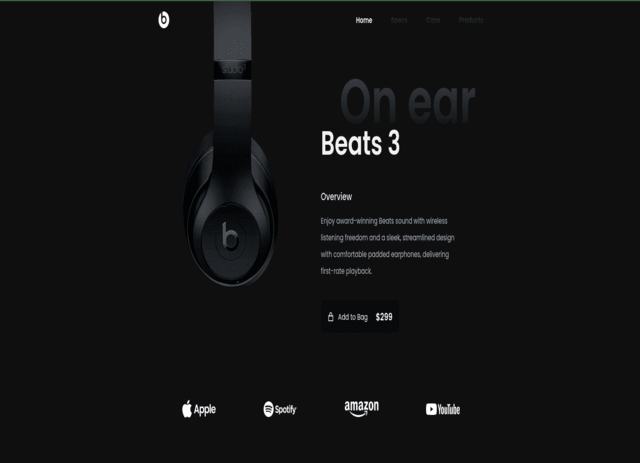 b
Home Specs Case Products
studio3
On ear
Beats 3
Overview
Enjoy award-winning Beats sound with wireless
listening freedom and a sleek, streamlined design
with comfortable padded earphones, delivering
first-rate playback.
Add to Bag $299
Apple Spotify amazon YouTube